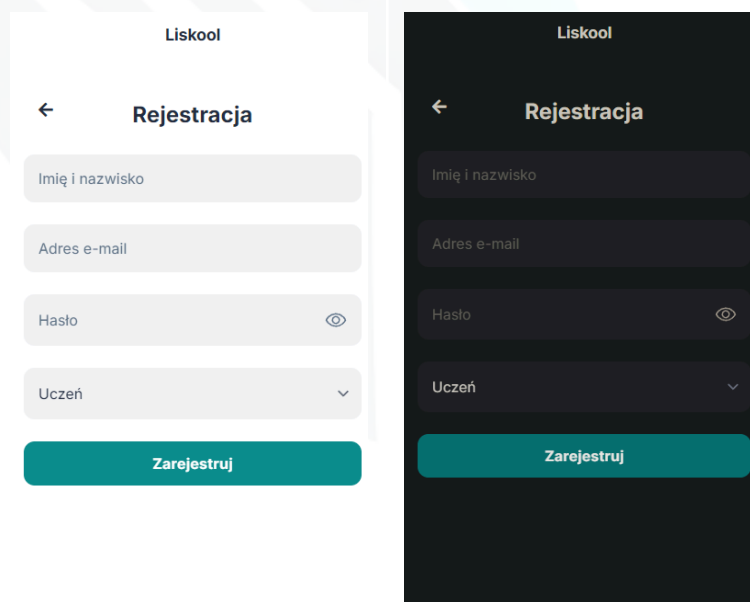 Liskool
Rejestracja
Imię i nazwisko
Adres e-mail
Hasło
Uczeń
Zarejestruj
Liskool
Rejestracja
Imię i nazwisko
Adres e-mail
Hasło
Uczeń
Zarejestruj